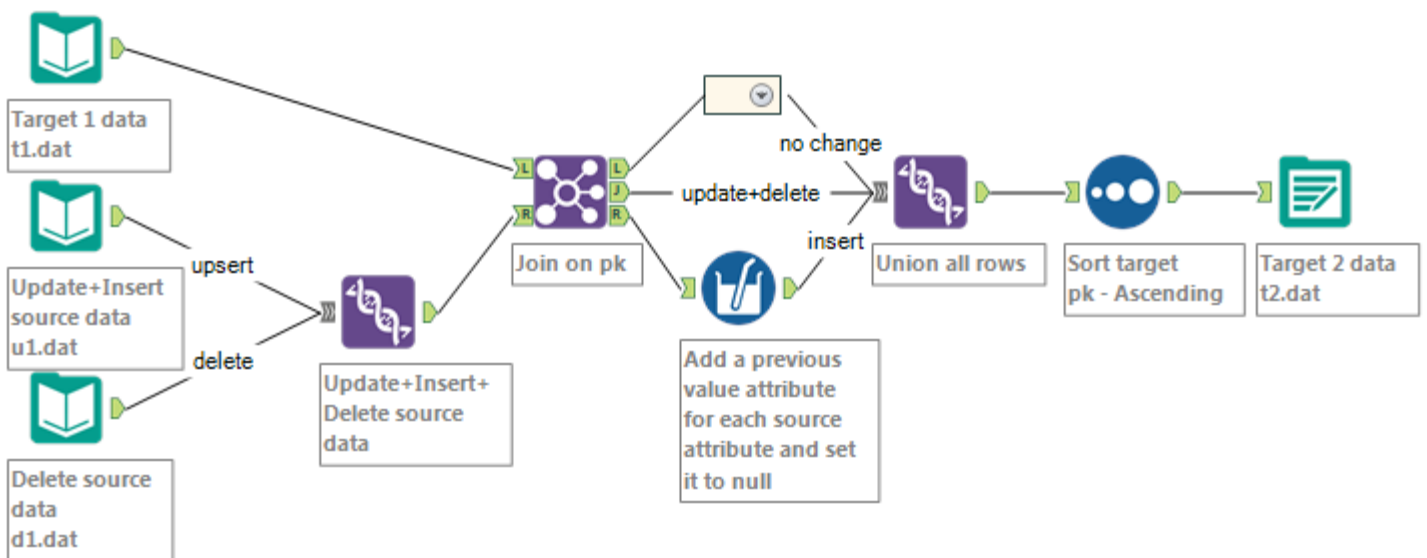 Target 1 data
t1.dat
Update+Insert
source data
u1.dat
Delete source
data
d1.dat
upsert
delete
Update+Insert+
Delete source
data
L
R
L
J
R
Join on pk
no change
update+delete
insert
Add a previous
value attribute
for each source
attribute and set
it to null
Union all rows
Sort target
pk - Ascending
Target 2 data
t2.dat